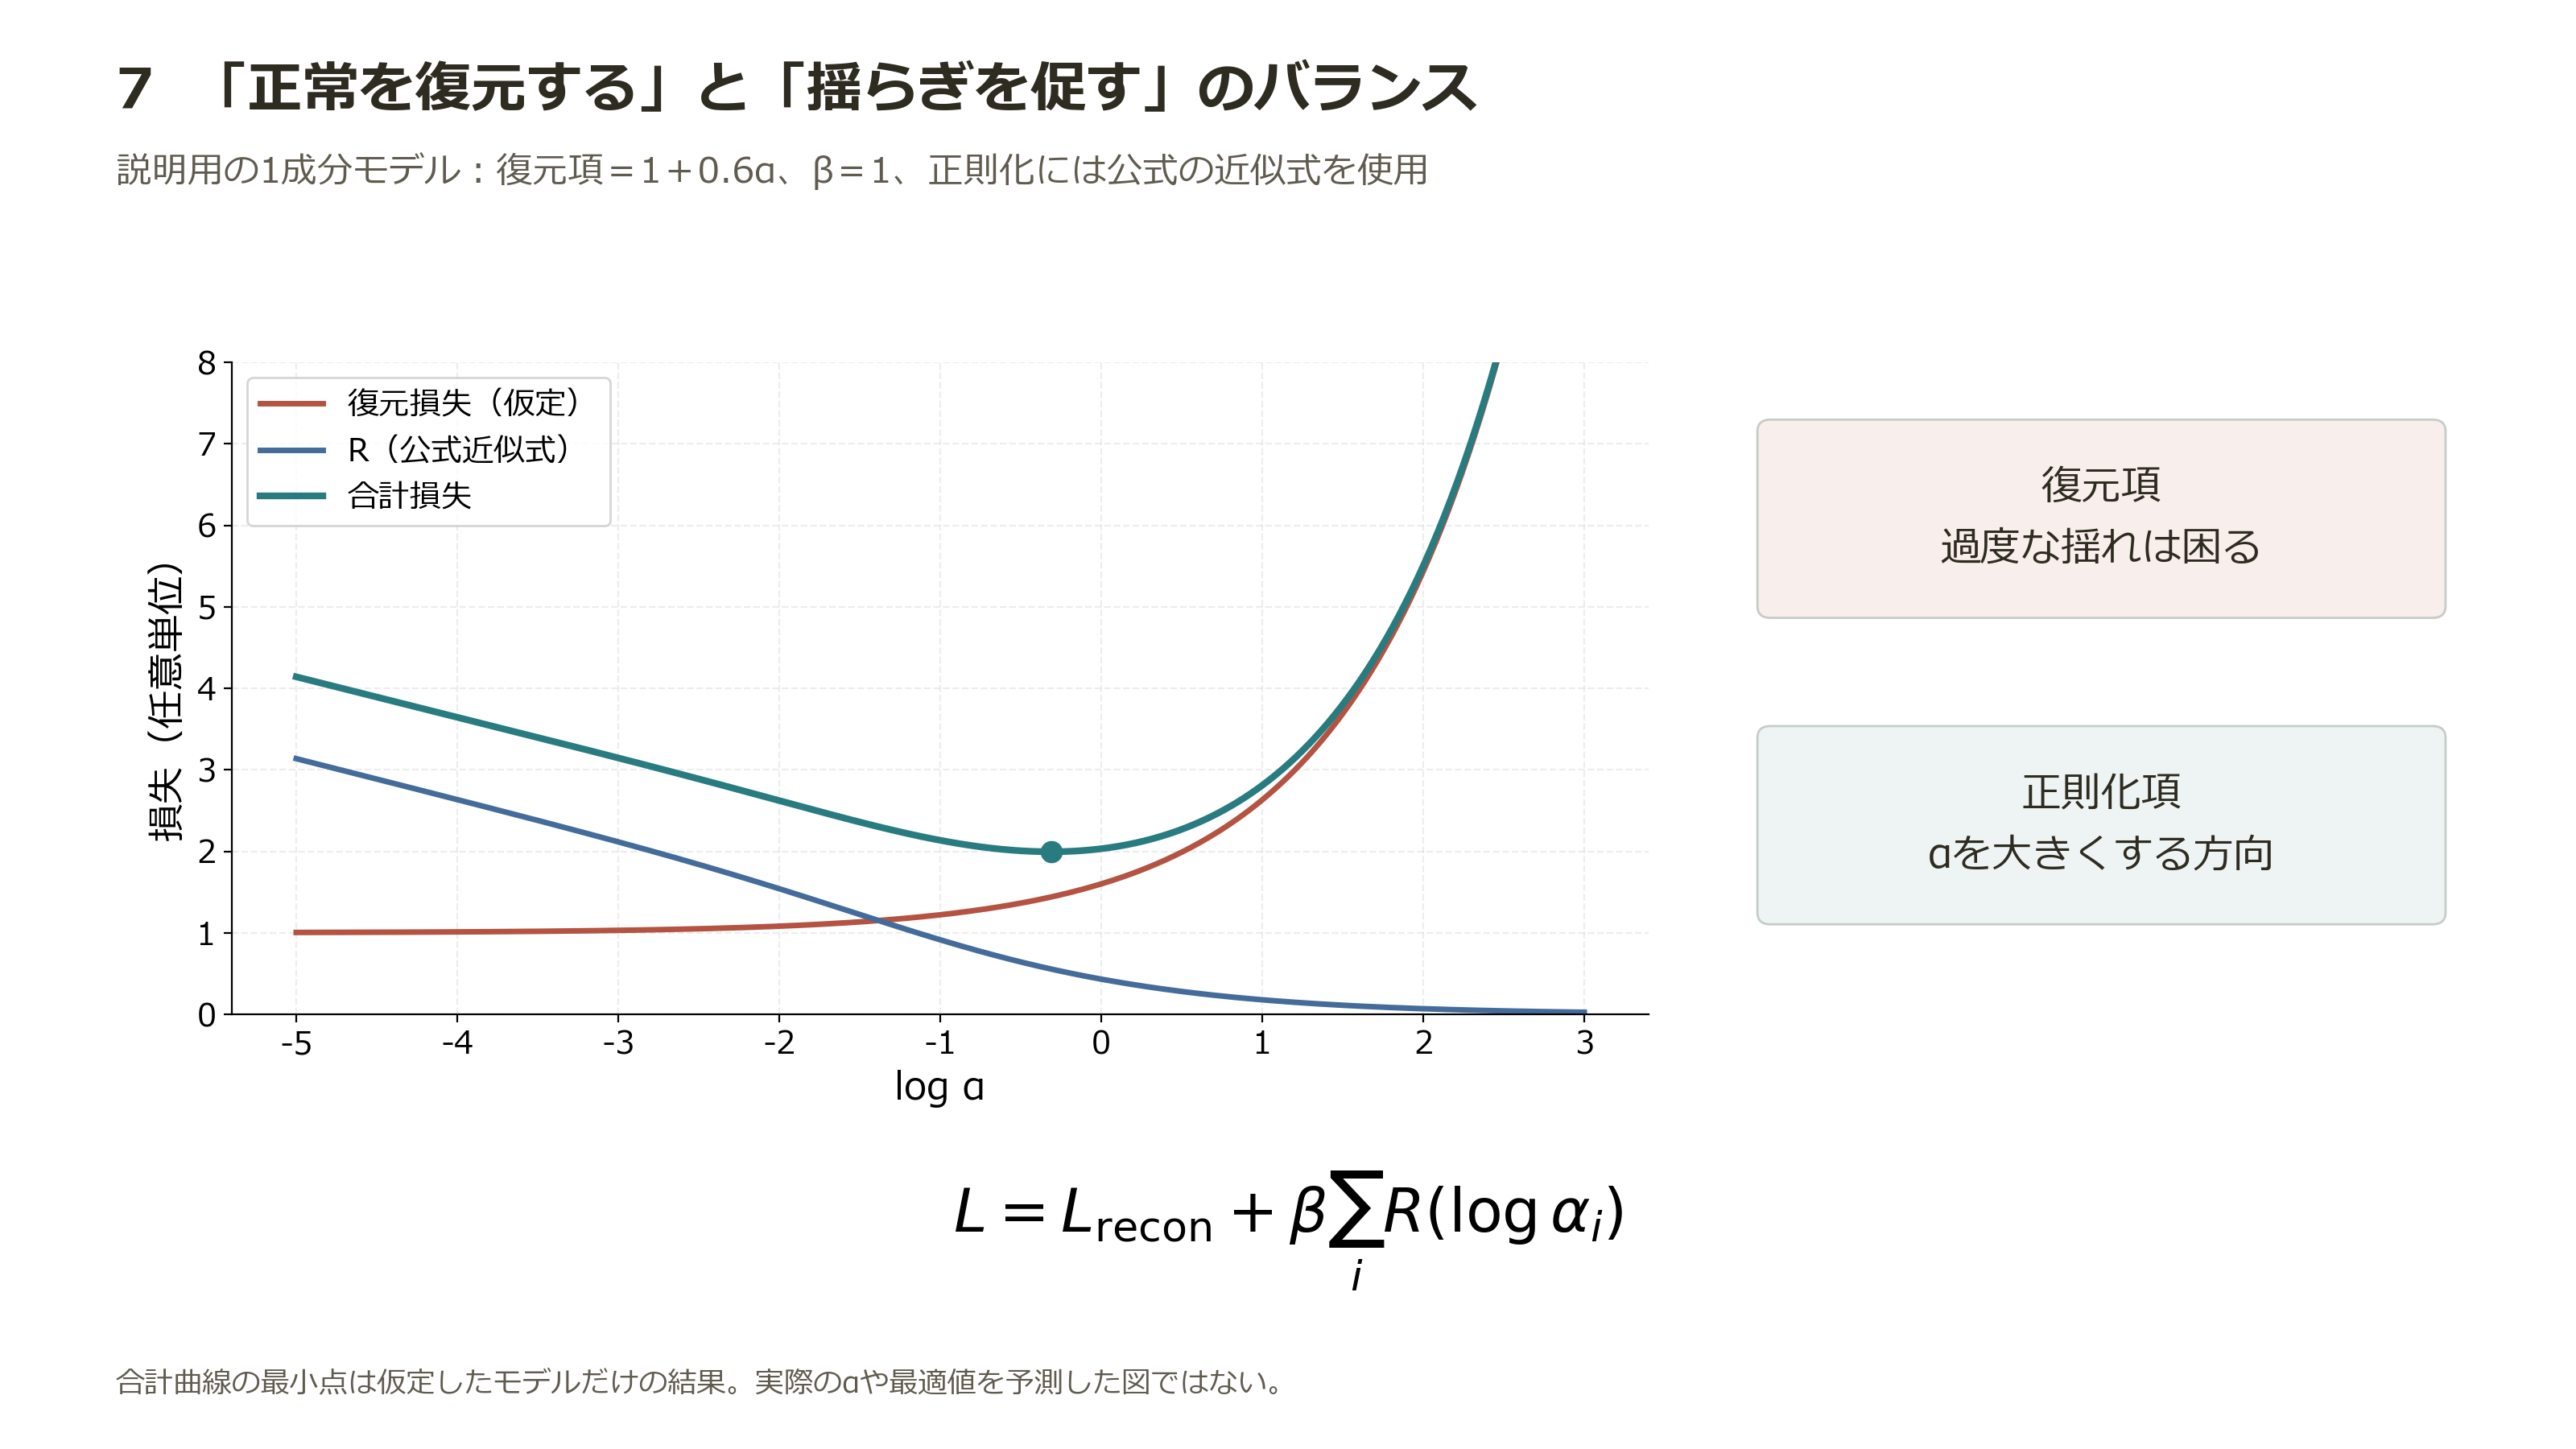 7 「正常を復元する」と「揺らぎを促す」のバランス
説明用の1成分モデル：復元項＝1＋0.6α、β＝1、正則化には公式の近似式を使用
損失（任意単位）
8
7
6
5
4
3
2
1
0
復元損失（仮定）
R（公式近似式）
合計損失
-5 -4 -3 -2 -1 0 1 2 3
log α
復元項
過度な揺れは困る
正則化項
αを大きくする方向
L = L_recon + β∑_i R(log α_i)
合計曲線の最小点は仮定したモデルだけの結果。実際のαや最適値を予測した図ではない。